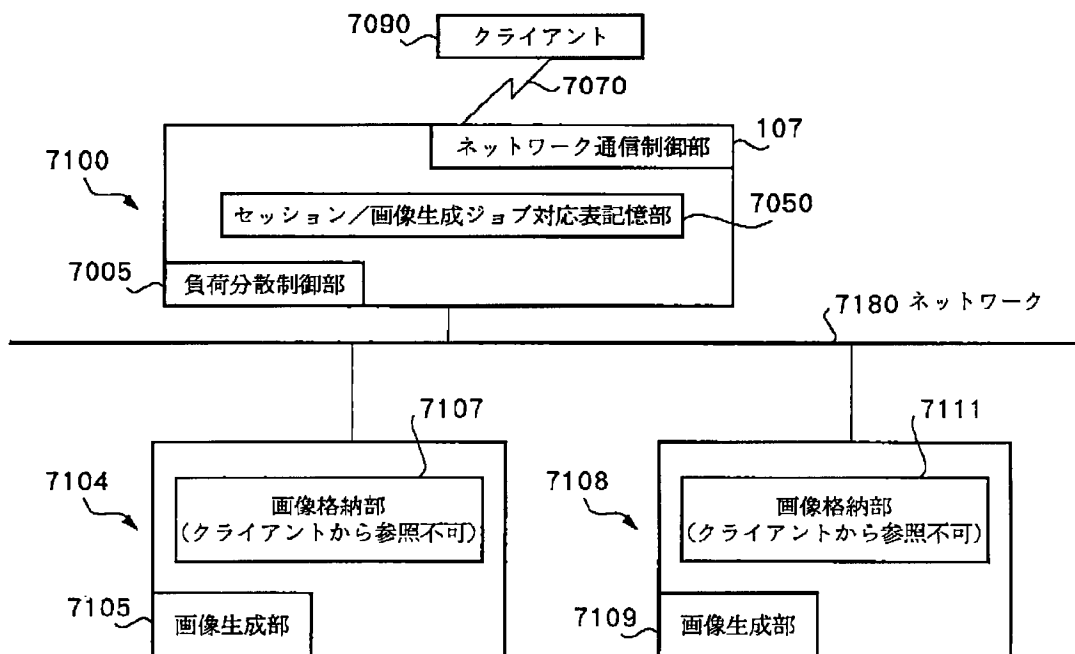 7090
クライアント
7070
ネットワーク通信制御部
107
7100
セッション/画像生成ジョブ対応表記憶部
7050
7005
負荷分散制御部
7180 ネットワーク
7107
7111
7104
画像格納部
(クライアントから参照不可)
7108
画像格納部
(クライアントから参照不可)
7105
画像生成部
7109
画像生成部